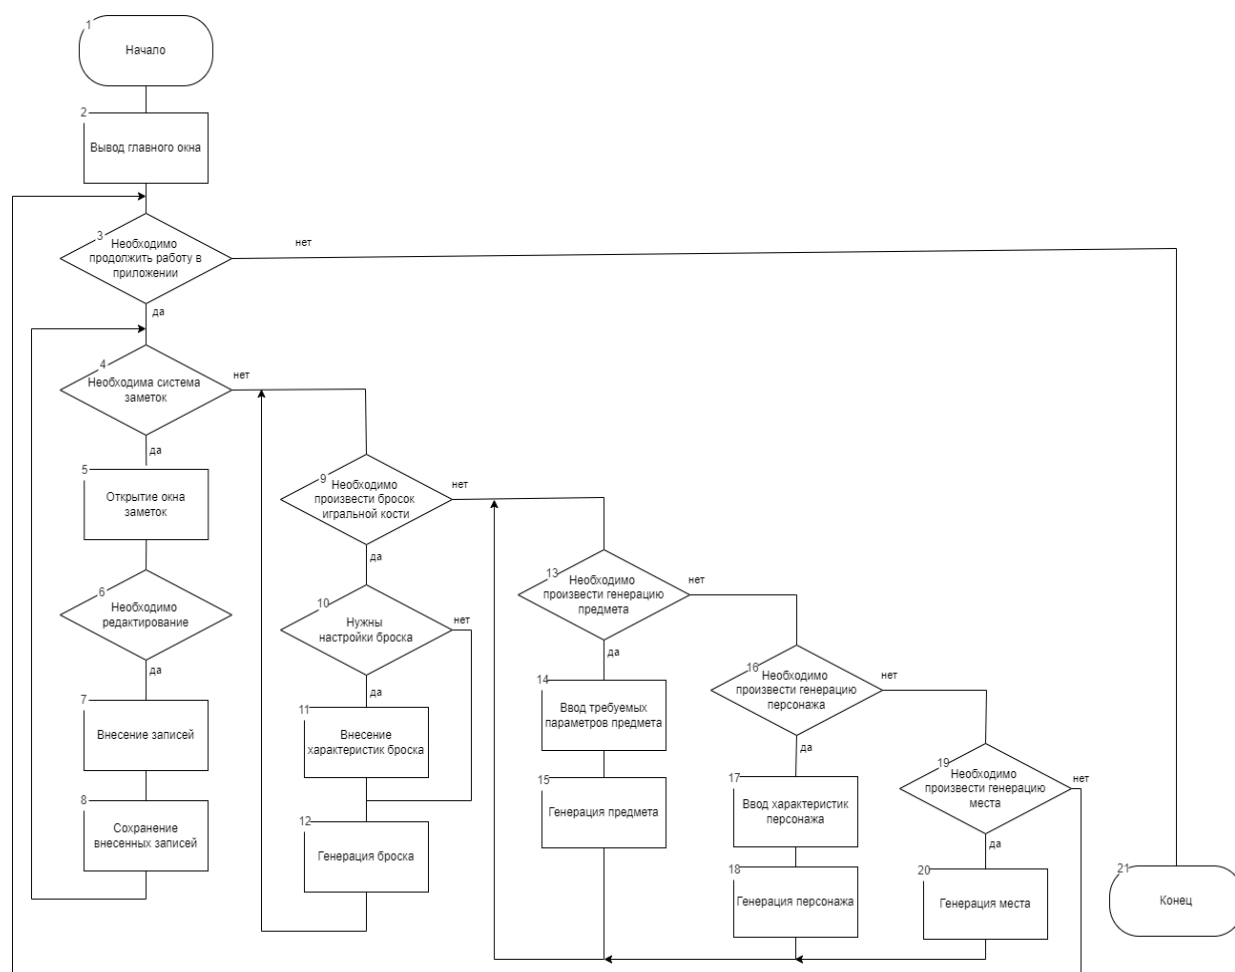 1
Начало
2
Вывод главного окна
3
Необходимо
продолжить работу в
приложении
нет
да
4
Необходима система
заметок
нет
да
5
Открытие окна
заметок
6
Необходимо
редактирование
да
7
Внесение записей
8
Сохранение
внесенных записей
9
Необходимо
произвести бросок
игральной кости
нет
да
10
Нужны
настройки броска
нет
да
11
Внесение
характеристик броска
12
Генерация броска
13
Необходимо
произвести генерацию
предмета
нет
да
14
Ввод требуемых
параметров предмета
15
Генерация предмета
16
Необходимо
произвести генерацию
персонажа
нет
да
17
Ввод характеристик
персонажа
18
Генерация персонажа
19
Необходимо
произвести генерацию
места
нет
да
20
Генерация места
21
Конец